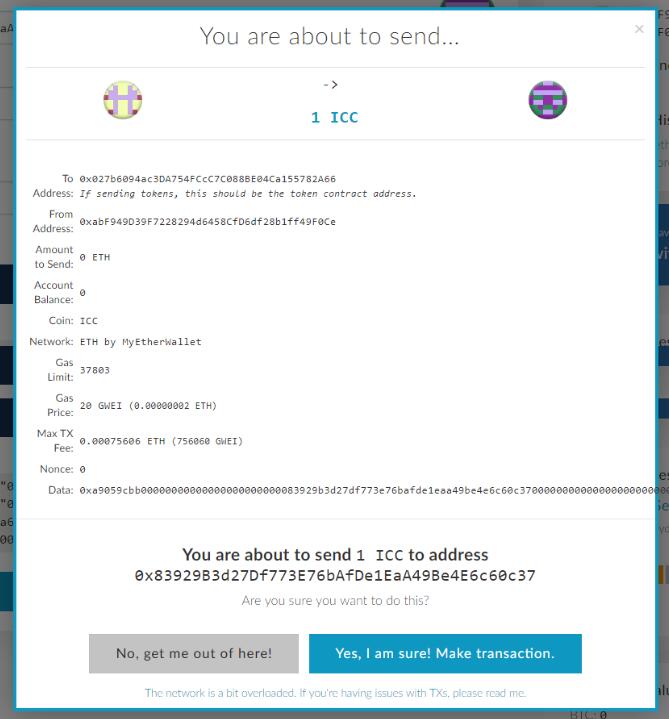 You are about to send...
×
->
1 ICC
To Address: 0x027b6094ac3DA754FCcC7C088BE04Ca155782A66
If sending tokens, this should be the token contract address.
From Address: 0xabF949D39F7228294d6458CfD6df28b1ff49F0Ce
Amount to Send: 0 ETH
Account Balance: 0
Coin: ICC
Network: ETH by MyEtherWallet
Gas Limit: 37803
Gas Price: 20 GWEI (0.00000002 ETH)
Max TX Fee: 0.00075606 ETH (756060 GWEI)
Nonce: 0
Data: 0xa9059cbb00000000000000000000000083929b3d27df773e76bafde1eaa49be4e6c60c370000000000000000000000
You are about to send 1 ICC to address
0x83929B3d27Df773E76bAfDe1EaA49Be4E6c60c37
Are you sure you want to do this?
No, get me out of here!
Yes, I am sure! Make transaction.
The network is a bit overloaded. If you're having issues with TXs, please read me.
BTC: 0